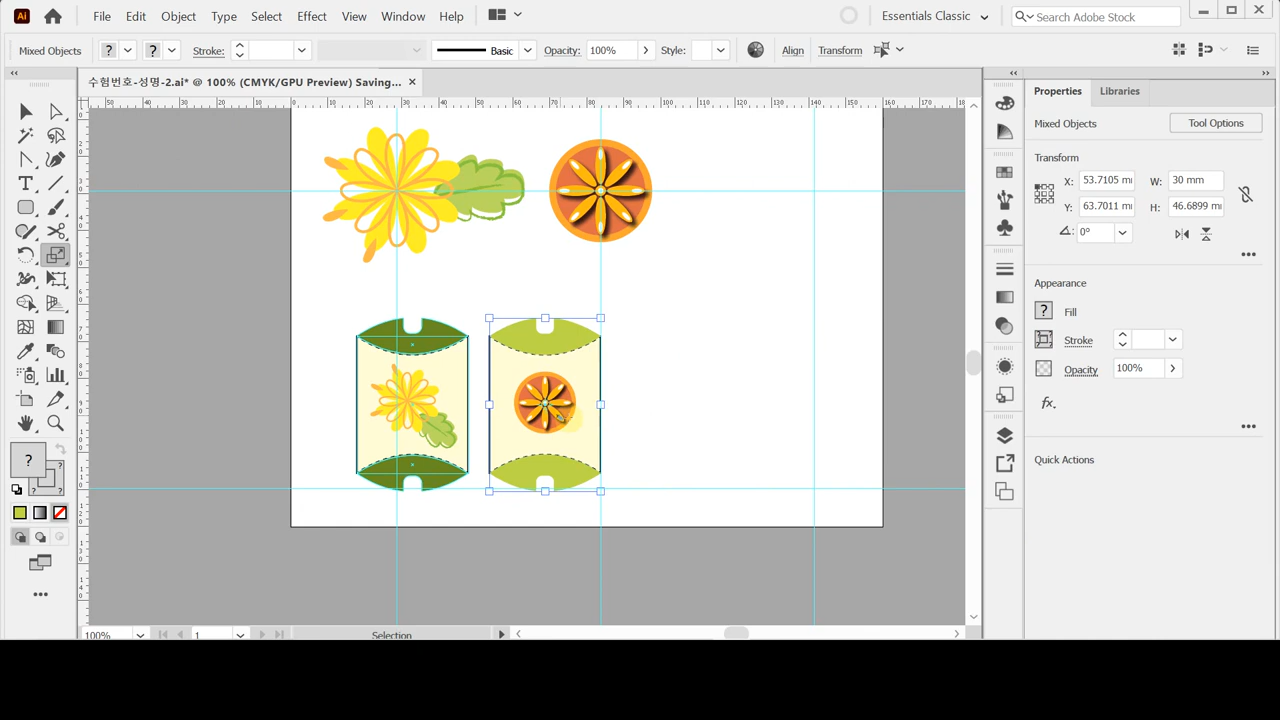 Ai File Edit Object Type Select Effect View Window Help Essentials Classic Search Adobe Stock
Mixed Objects ? ? Stroke: Basic Opacity: 100% Style: Align Transform
수험번호-성명-2.ai* @ 100% (CMYK/GPU Preview) Saving...
Properties Libraries
Mixed Objects Tool Options
Transform
X: 53.7105 m W: 30 mm
Y: 63.7011 m H: 46.6899 m
0°
Appearance
? Fill
Stroke
Opacity 100%
fx.
Quick Actions
?
?
100% 1 Selection